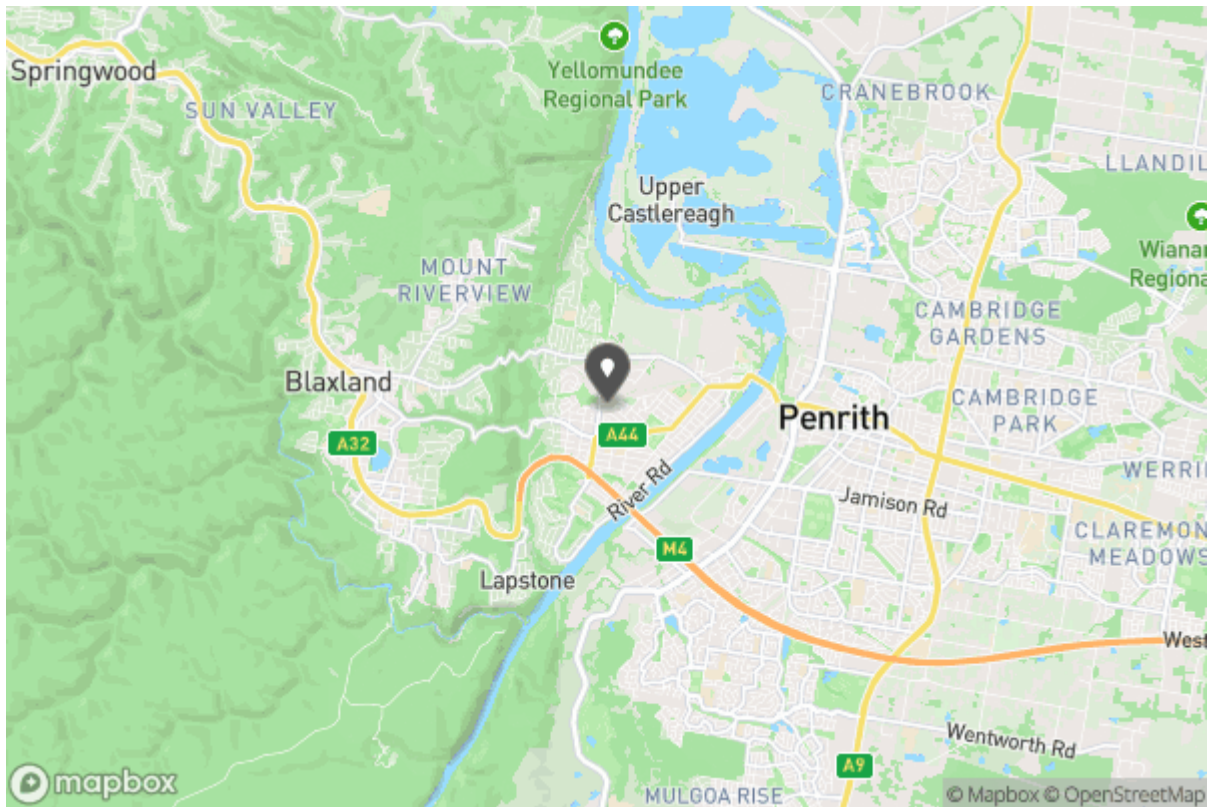 Springwood
SUN VALLEY
Yellomundee
Regional Park
CRANEBROOK
LLANDIL
Upper
Castlereagh
Wianar
Regional
MOUNT
RIVERVIEW
CAMBRIDGE
GARDENS
Blaxland
CAMBRIDGE
PARK
Penrith
A44
A32
WERRI
River Rd
Jamison Rd
CLAREMON
MEADOWS
M4
Lapstone
West
Wentworth Rd
A9
MULGOA RISE
mapbox
© Mapbox © OpenStreetMap